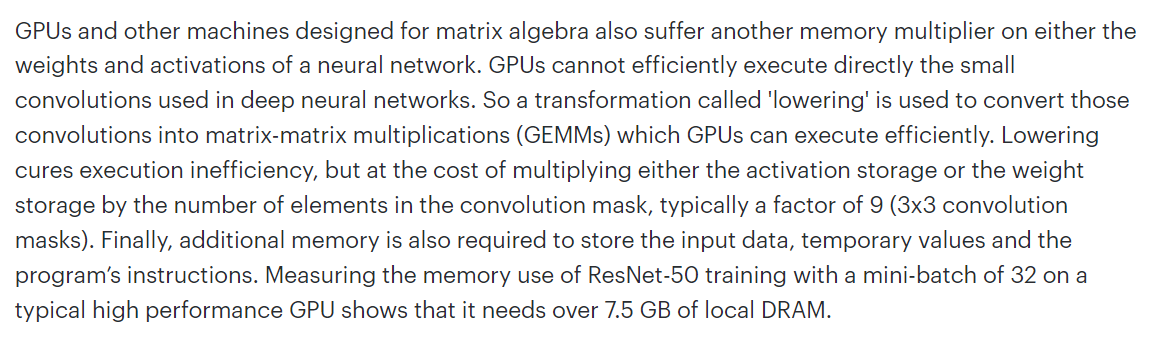 GPUs and other machines designed for matrix algebra also suffer another memory multiplier on either the
weights and activations of a neural network. GPUs cannot efficiently execute directly the small
convolutions used in deep neural networks. So a transformation called 'lowering' is used to convert those
convolutions into matrix-matrix multiplications (GEMMs) which GPUs can execute efficiently. Lowering
cures execution inefficiency, but at the cost of multiplying either the activation storage or the weight
storage by the number of elements in the convolution mask, typically a factor of 9 (3x3 convolution
masks). Finally, additional memory is also required to store the input data, temporary values and the
program’s instructions. Measuring the memory use of ResNet-50 training with a mini-batch of 32 on a
typical high performance GPU shows that it needs over 7.5 GB of local DRAM.